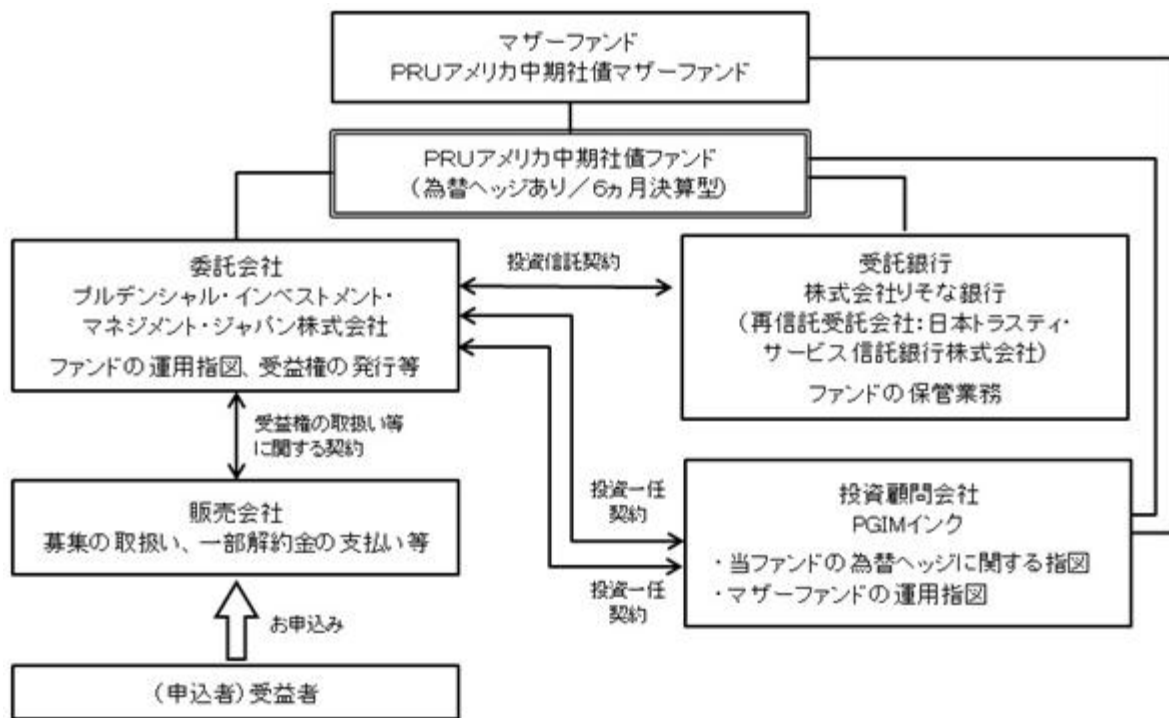 マザーファンド
PRUアメリカ中期社債マザーファンド
PRUアメリカ中期社債ファンド
(為替ヘッジあり/6ヵ月決算型)
委託会社
プルデンシャル・インベストメント・
マネジメント・ジャパン株式会社
ファンドの運用指図、受益権の発行等
投資信託契約
受託銀行
株式会社りそな銀行
(再信託受託会社:日本トラスティ・
サービス信託銀行株式会社)
ファンドの保管業務
受益権の取扱い等
に関する契約
販売会社
募集の取扱い、一部解約金の支払い等
投資一任
契約
投資一任
契約
投資顧問会社
PGIMインク
・当ファンドの為替ヘッジに関する指図
・マザーファンドの運用指図
お申込み
(申込者)受益者